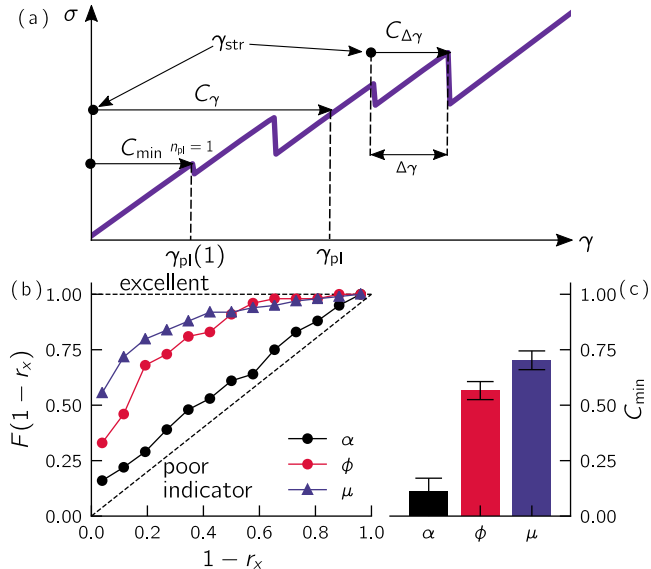 (a)
σ
γstr
CΔγ
Cγ
Cmin npl = 1
Δγ
γpl(1)
γpl
γ
(b)
excellent
(c)
1.00
0.75
0.50
0.25
0.00
F(1 − rx)
poor
indicator
α
ϕ
μ
0.0 0.2 0.4 0.6 0.8 1.0
1 − rx
1.00
0.75
0.50
0.25
0.00
Cmin
α ϕ μ